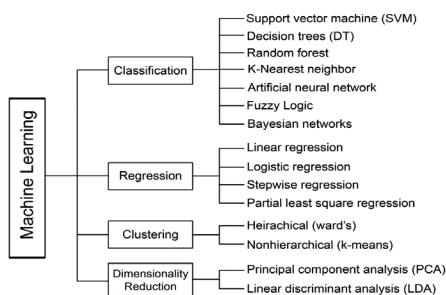 Machine Learning
Classification
Support vector machine (SVM)
Decision trees (DT)
Random forest
K-Nearest neighbor
Artificial neural network
Fuzzy Logic
Bayesian networks
Regression
Linear regression
Logistic regression
Stepwise regression
Partial least square regression
Clustering
Heirachical (ward's)
Nonhierarchical (k-means)
Dimensionality
Reduction
Principal component analysis (PCA)
Linear discriminant analysis (LDA)